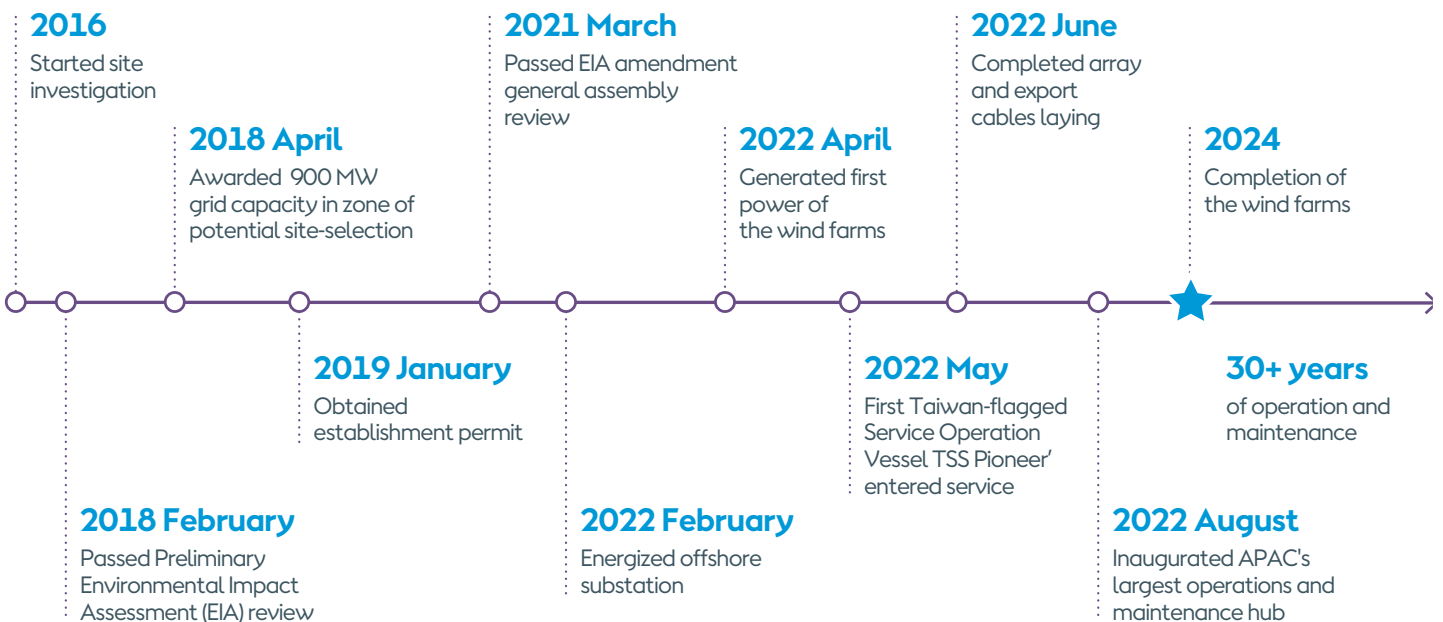 2016
Started site
investigation
2018 February
Passed Preliminary
Environmental Impact
Assessment (EIA) review
2018 April
Awarded 900 MW
grid capacity in zone of
potential site-selection
2019 January
Obtained
establishment permit
2021 March
Passed EIA amendment
general assembly
review
2022 February
Energized offshore
substation
2022 April
Generated first
power of
the wind farms
2022 May
First Taiwan-flagged
Service Operation
Vessel TSS Pioneer'
entered service
2022 June
Completed array
and export
cables laying
2022 August
Inaugurated APAC's
largest operations and
maintenance hub
2024
Completion of
the wind farms
30+ years
of operation and
maintenance